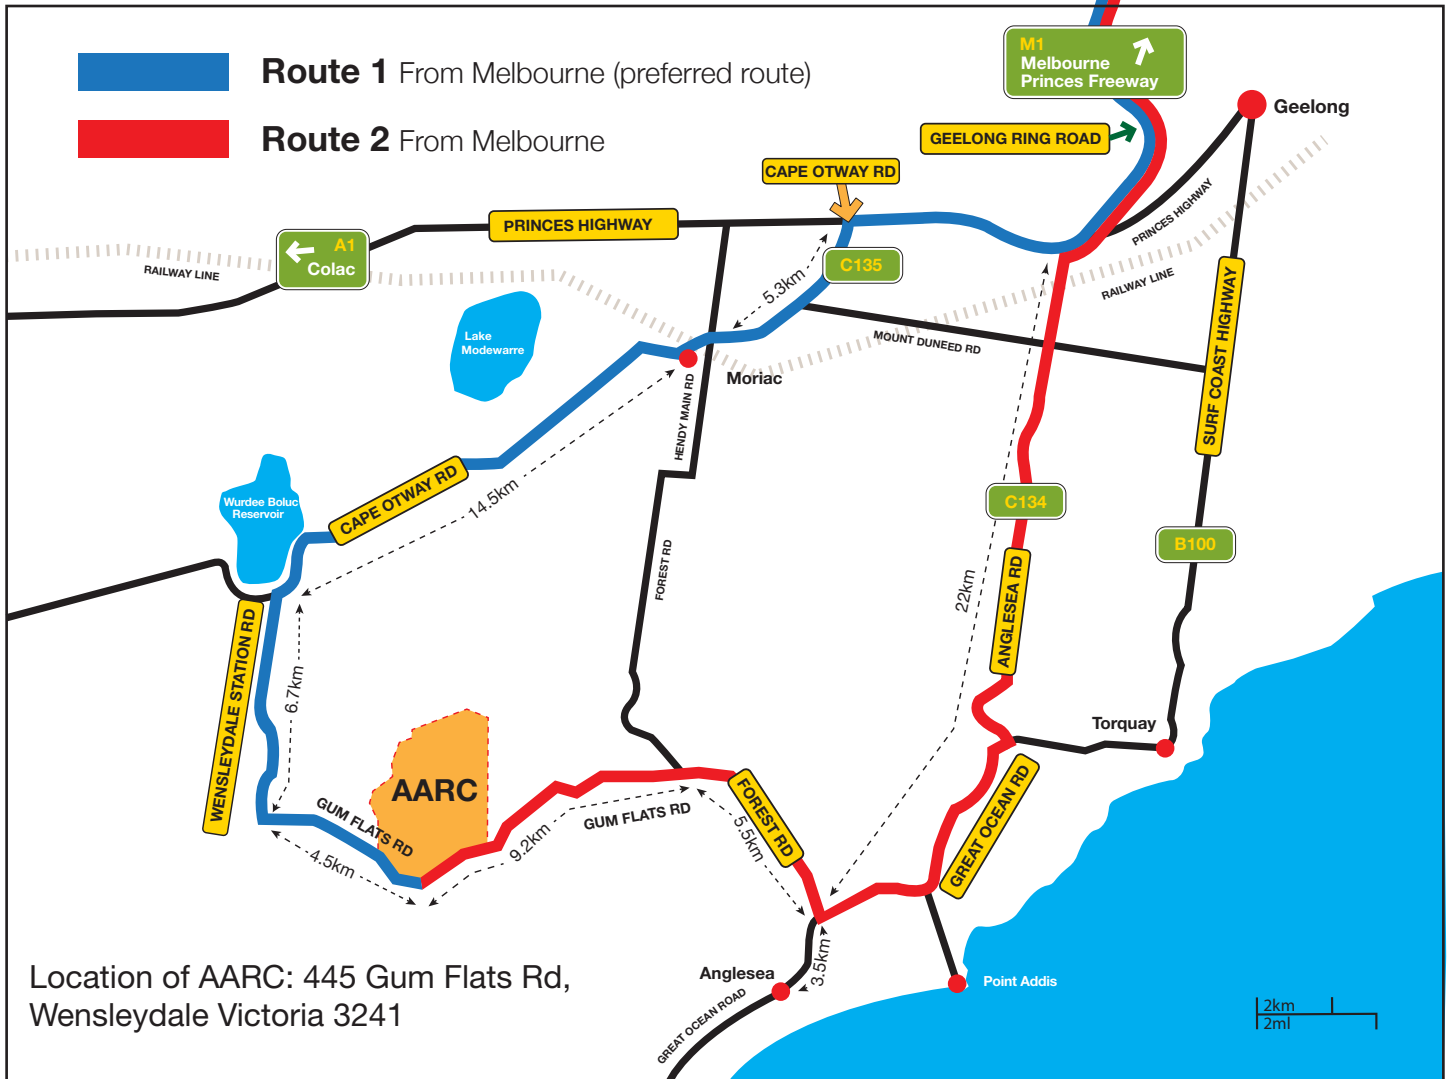 Route 1 From Melbourne (preferred route)
Route 2 From Melbourne
M1
Melbourne
Princes Freeway
Geelong
GEELONG RING ROAD
CAPE OTWAY RD
PRINCES HIGHWAY
PRINCES HIGHWAY
A1
Colac
RAILWAY LINE
C135
5.3km
RAILWAY LINE
Lake
Modewarre
MOUNT DUNEED RD
SURF COAST HIGHWAY
Moriac
HENDY MAIN RD
CAPE OTWAY RD
14.5km
Wurdee Boluc
Reservoir
C134
B100
FOREST RD
22km
ANGLESEA RD
WENSLEYDALE STATION RD
6.7km
Torquay
AARC
GUM FLATS RD
4.5km
9.2km
GUM FLATS RD
5.5km
FOREST RD
GREAT OCEAN RD
3.5km
Anglesea
Point Addis
GREAT OCEAN ROAD
Location of AARC: 445 Gum Flats Rd,
Wensleydale Victoria 3241
2km
2ml